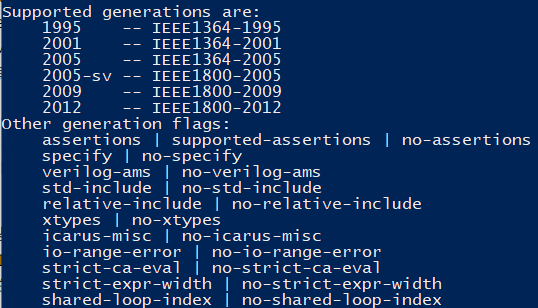 Supported generations are:
    1995    -- IEEE1364-1995
    2001    -- IEEE1364-2001
    2005    -- IEEE1364-2005
    2005-sv -- IEEE1800-2005
    2009    -- IEEE1800-2009
    2012    -- IEEE1800-2012
Other generation flags:
    assertions | supported-assertions | no-assertions
    specify | no-specify
    verilog-ams | no-verilog-ams
    std-include | no-std-include
    relative-include | no-relative-include
    xtypes | no-xtypes
    icarus-misc | no-icarus-misc
    io-range-error | no-io-range-error
    strict-ca-eval | no-strict-ca-eval
    strict-expr-width | no-strict-expr-width
    shared-loop-index | no-shared-loop-index